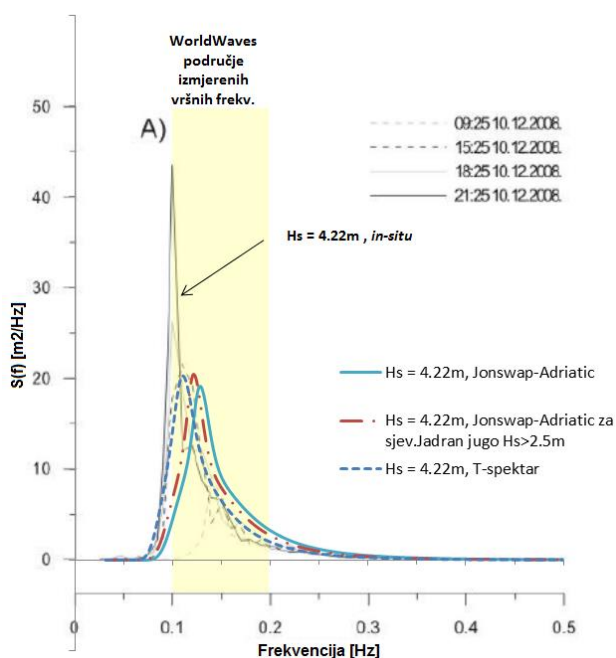 WorldWaves
područje
izmjerenih
vršnih frekv.
50
A)
09:25 10.12.2008.
15:25 10.12.2008.
18:25 10.12.2008.
21:25 10.12.2008.
40
Hs = 4.22m , in-situ
30
S(f) [m2/Hz]
Hs = 4.22m, Jonswap-Adriatic
20
Hs = 4.22m, Jonswap-Adriatic za
sjev.Jadran jugo Hs>2.5m
Hs = 4.22m, T-spektar
10
0
0 0.1 0.2 0.3 0.4 0.5
Frekvencija [Hz]